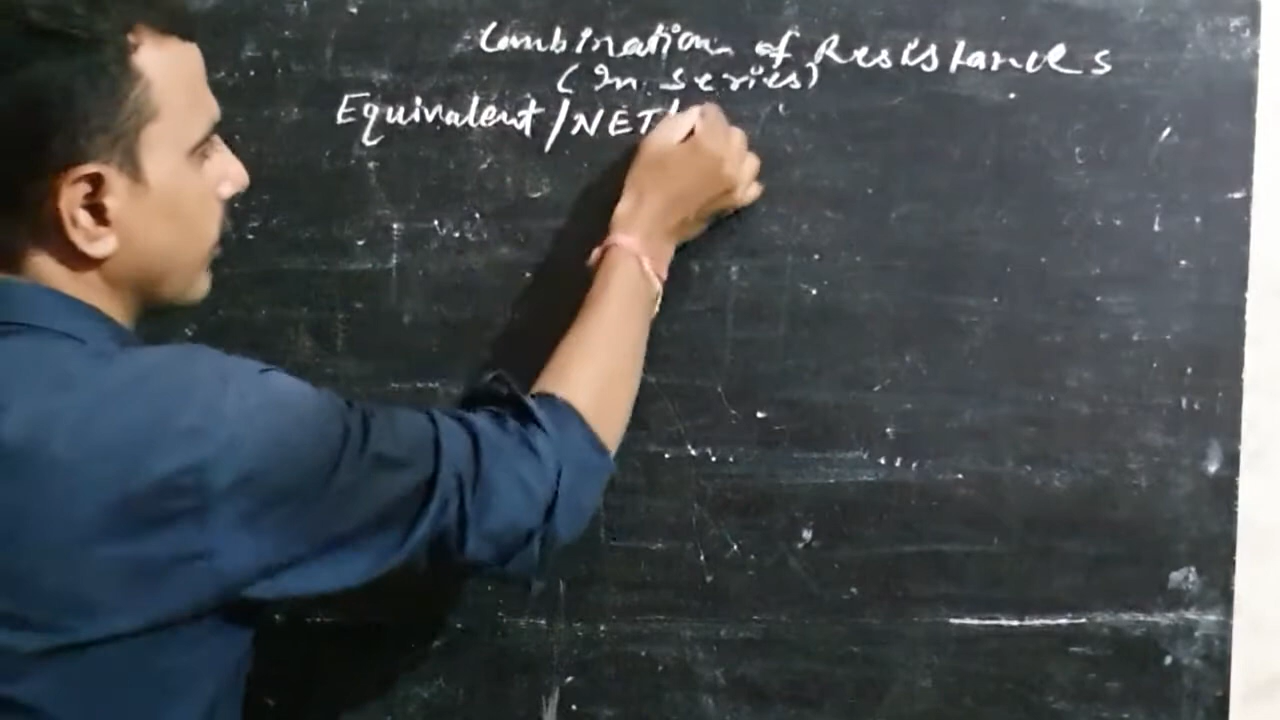 Combination of Resistances
(In series)
Equivalent/NET